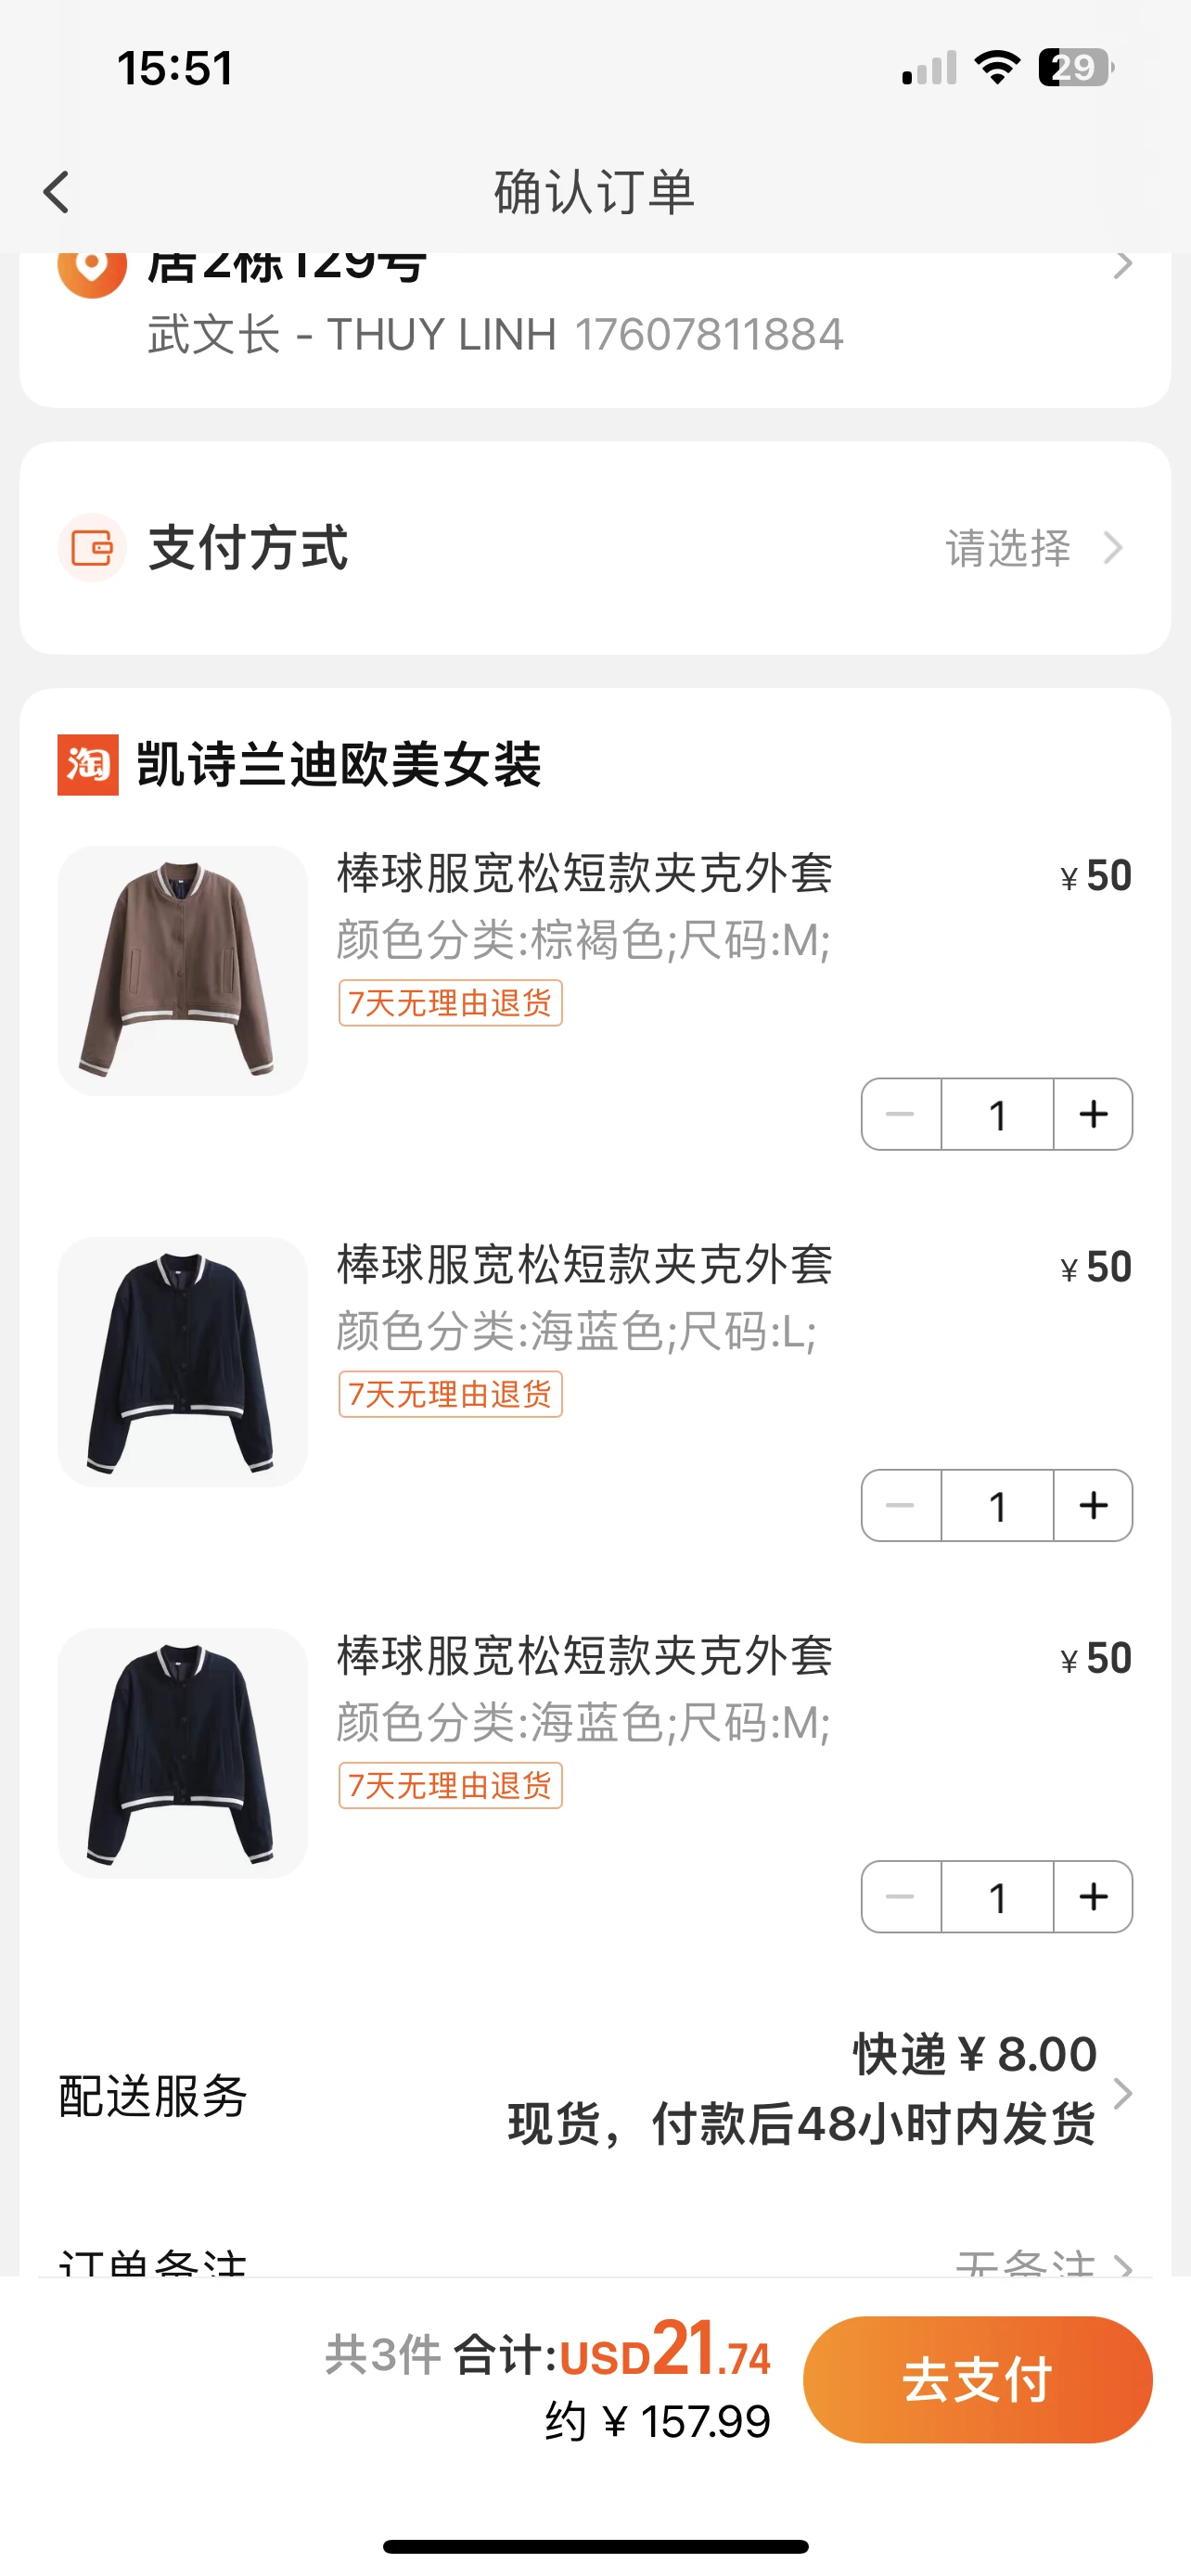 15:51
29
确认订单
居2栋129号
武文长 - THUY LINH 17607811884
支付方式
请选择
淘 凯诗兰迪欧美女装
棒球服宽松短款夹克外套 ¥50
颜色分类:棕褐色;尺码:M;
7天无理由退货
1
棒球服宽松短款夹克外套 ¥50
颜色分类:海蓝色;尺码:L;
7天无理由退货
1
棒球服宽松短款夹克外套 ¥50
颜色分类:海蓝色;尺码:M;
7天无理由退货
1
快递 ¥ 8.00
配送服务
现货，付款后48小时内发货
订单备注 无备注
共3件 合计:USD21.74
约 ¥ 157.99
去支付